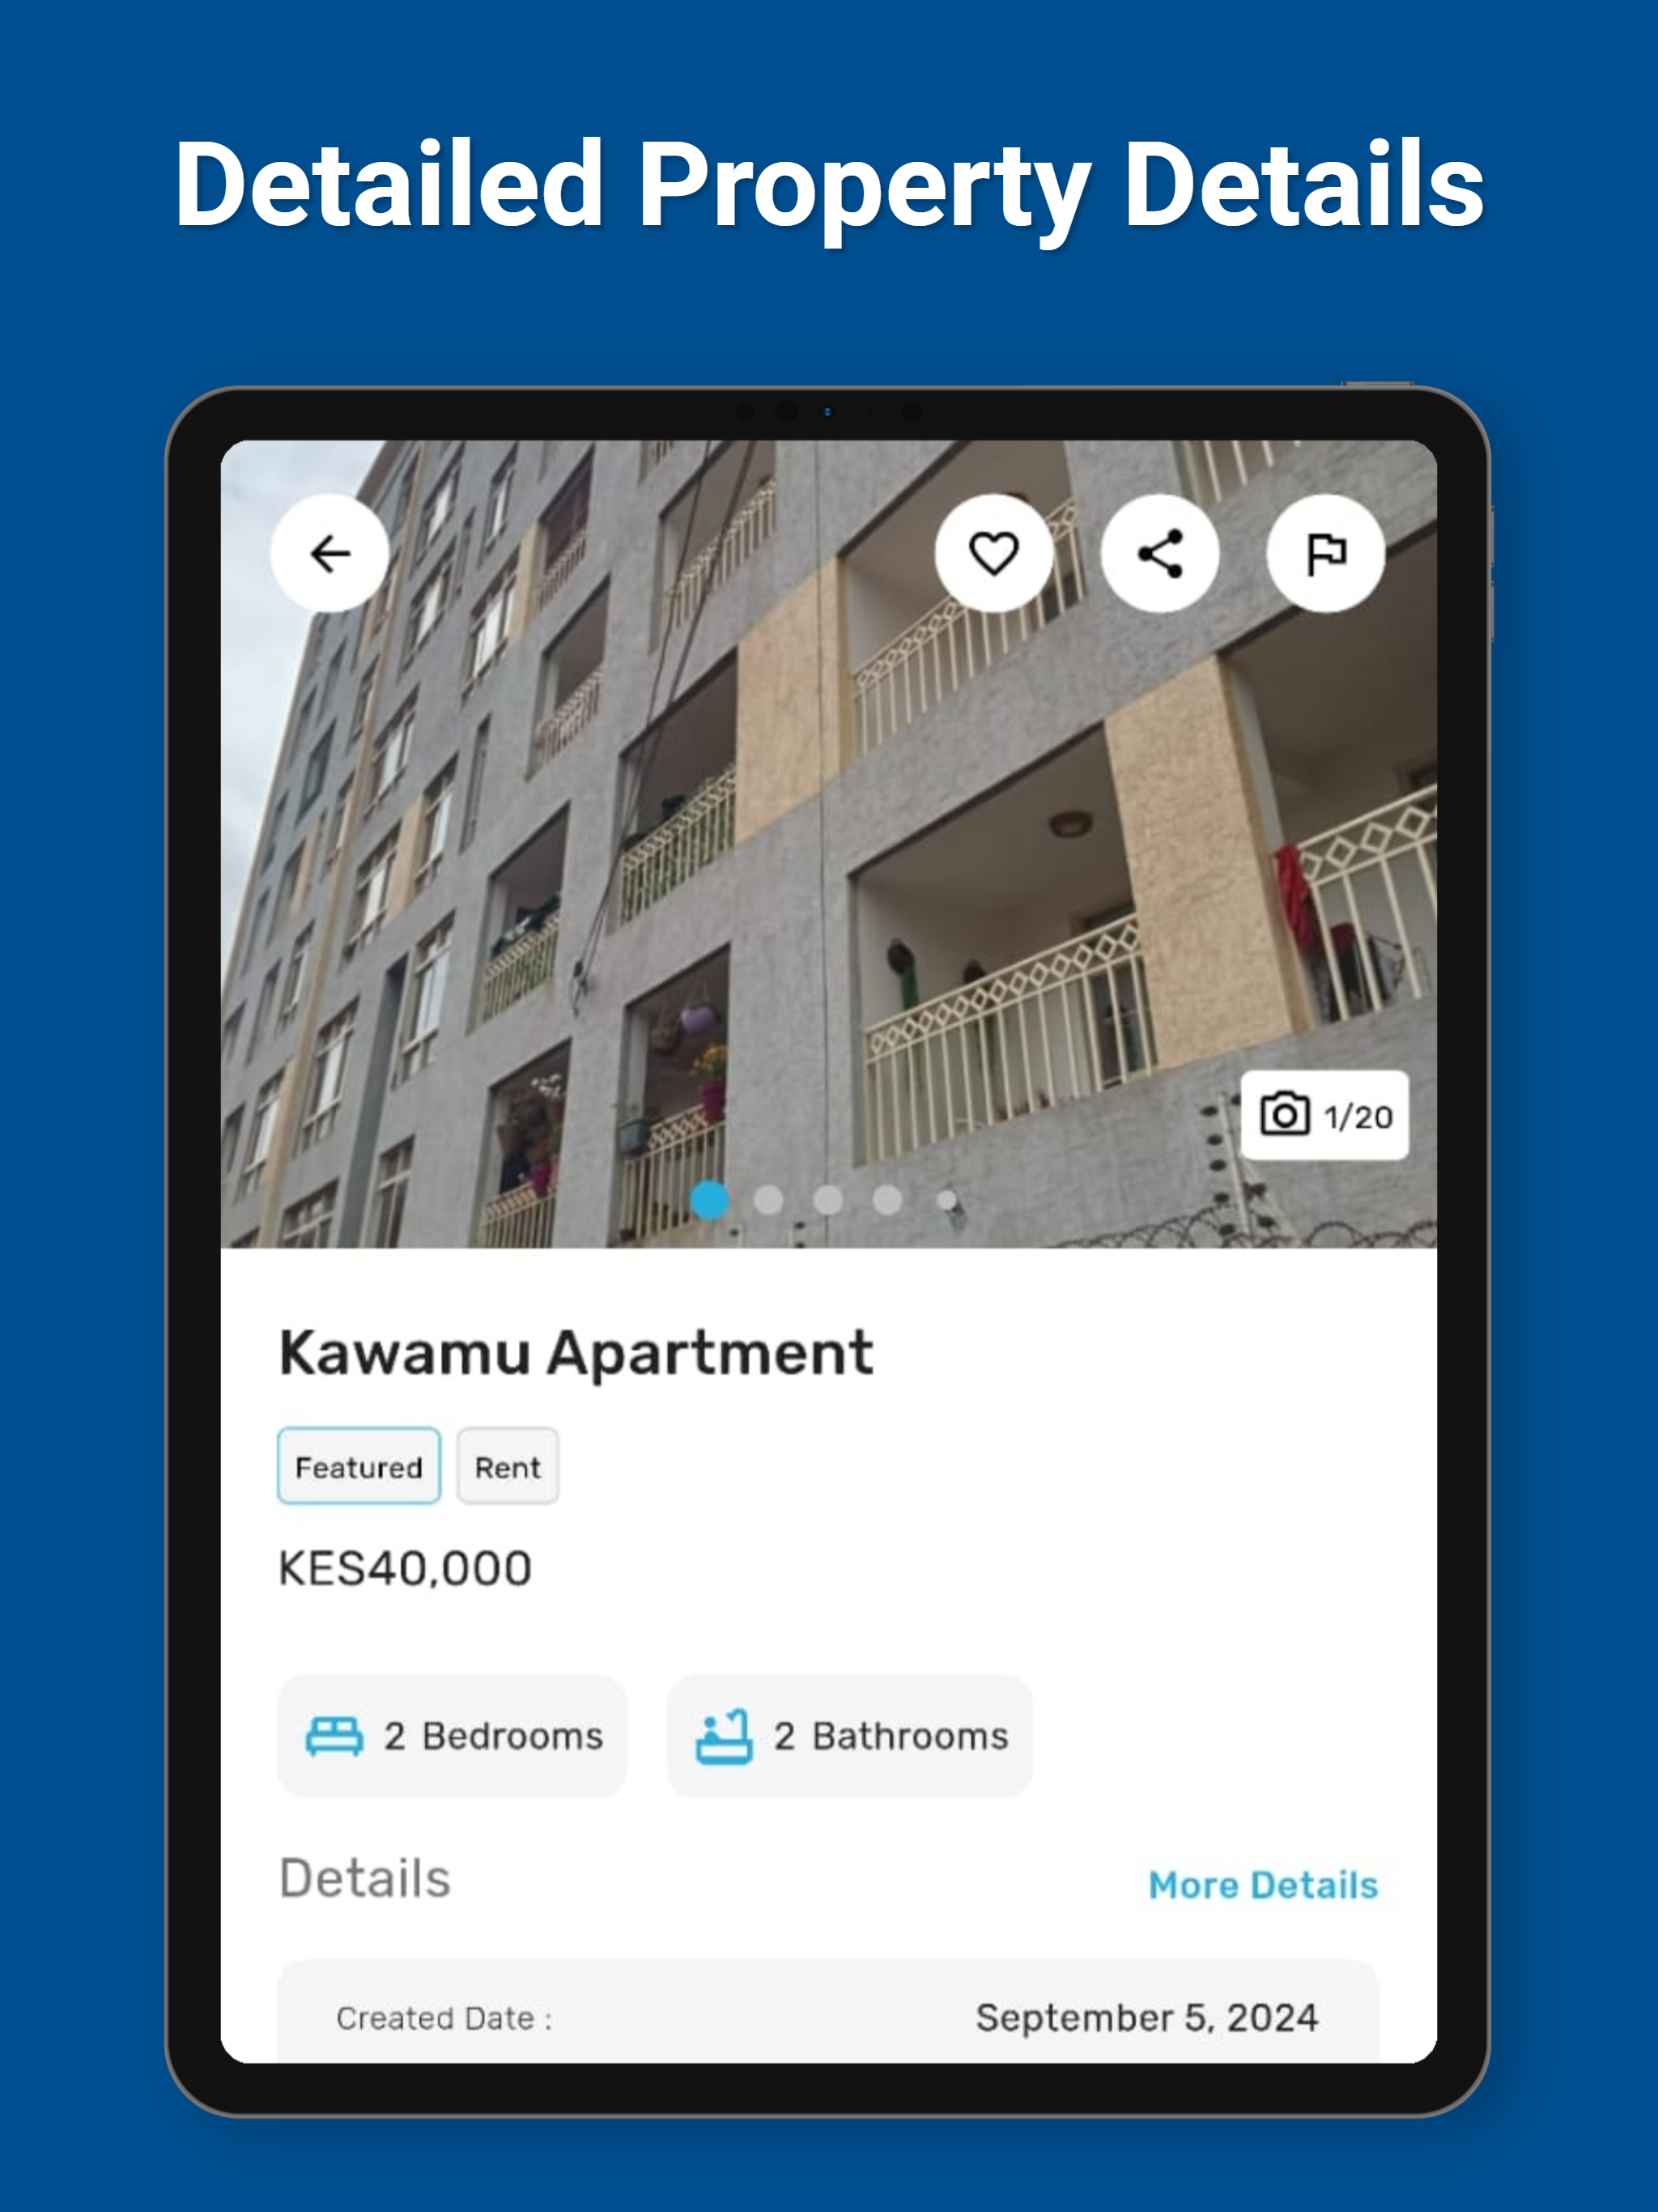 Detailed Property Details
1/20
Kawamu Apartment
Featured Rent
KES40,000
2 Bedrooms 2 Bathrooms
Details More Details
Created Date : September 5, 2024